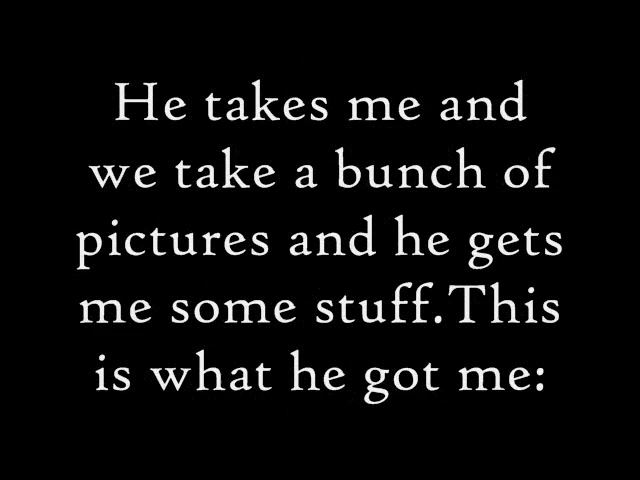 He takes me and
we take a bunch of
pictures and he gets
me some stuff.This
is what he got me: